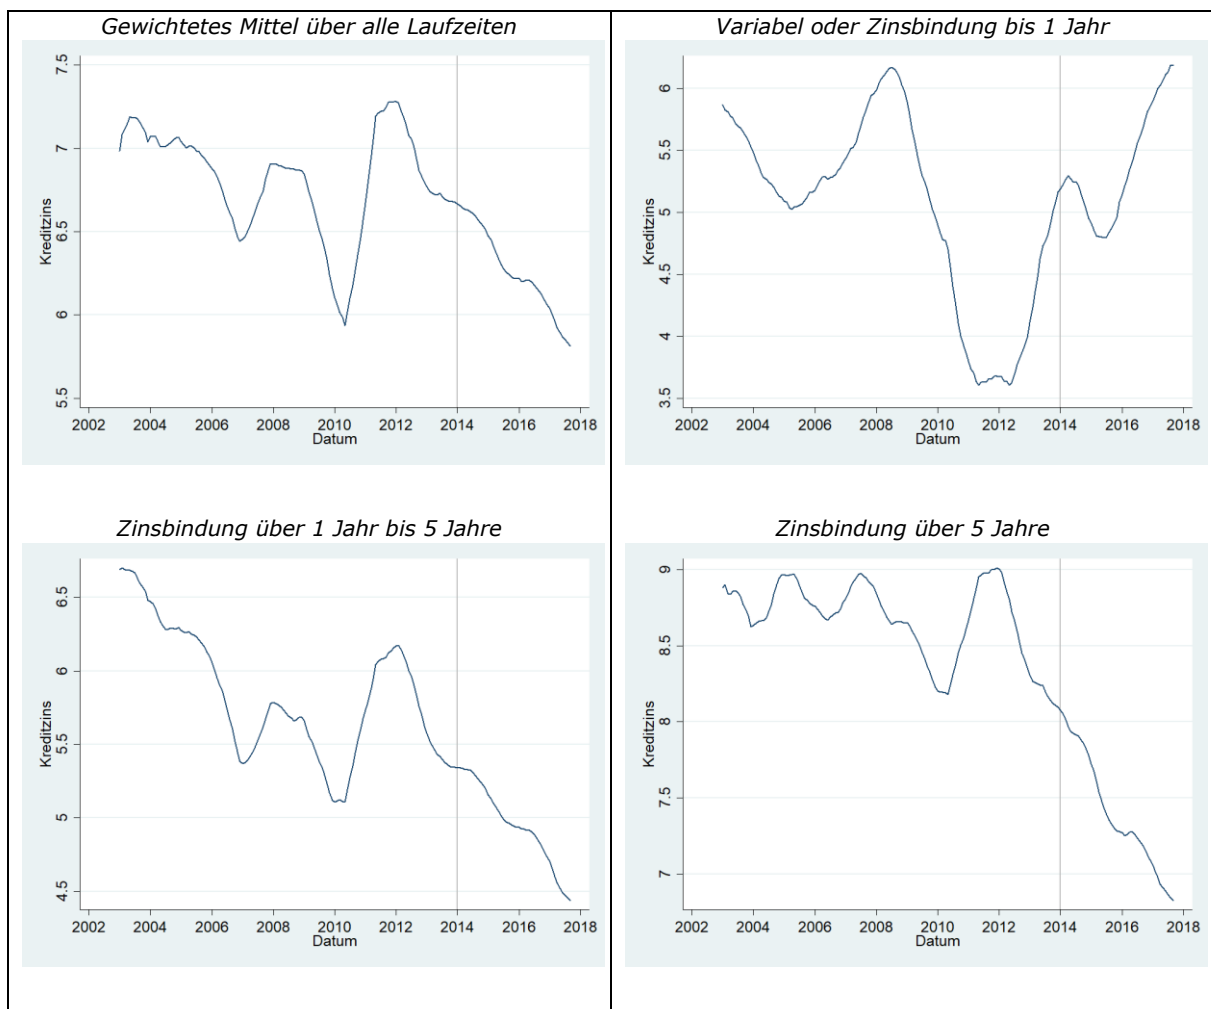 Gewichtetes Mittel über alle Laufzeiten
7.5
7
6.5
6
5.5
Kreditzins
2002 2004 2006 2008 2010 2012 2014 2016 2018
Datum
Variabel oder Zinsbindung bis 1 Jahr
6
5.5
5
4.5
4
3.5
Kreditzins
2002 2004 2006 2008 2010 2012 2014 2016 2018
Datum
Zinsbindung über 1 Jahr bis 5 Jahre
6.5
6
5.5
5
4.5
Kreditzins
2002 2004 2006 2008 2010 2012 2014 2016 2018
Datum
Zinsbindung über 5 Jahre
9
8.5
8
7.5
7
Kreditzins
2002 2004 2006 2008 2010 2012 2014 2016 2018
Datum